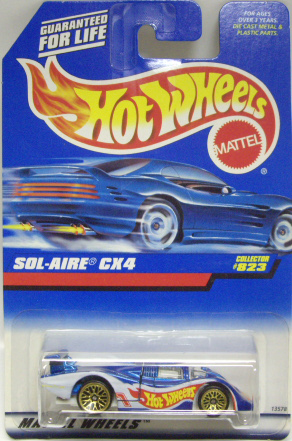 GUARANTEED
FOR LIFE
FOR AGES
OVER 3 YEARS.
DIE CAST METAL &
PLASTIC PARTS.
HOT WHEELS
MATTEL
®
SOL-AIRE® CX4
COLLECTOR
#823
HOT WHEELS
WHEELS